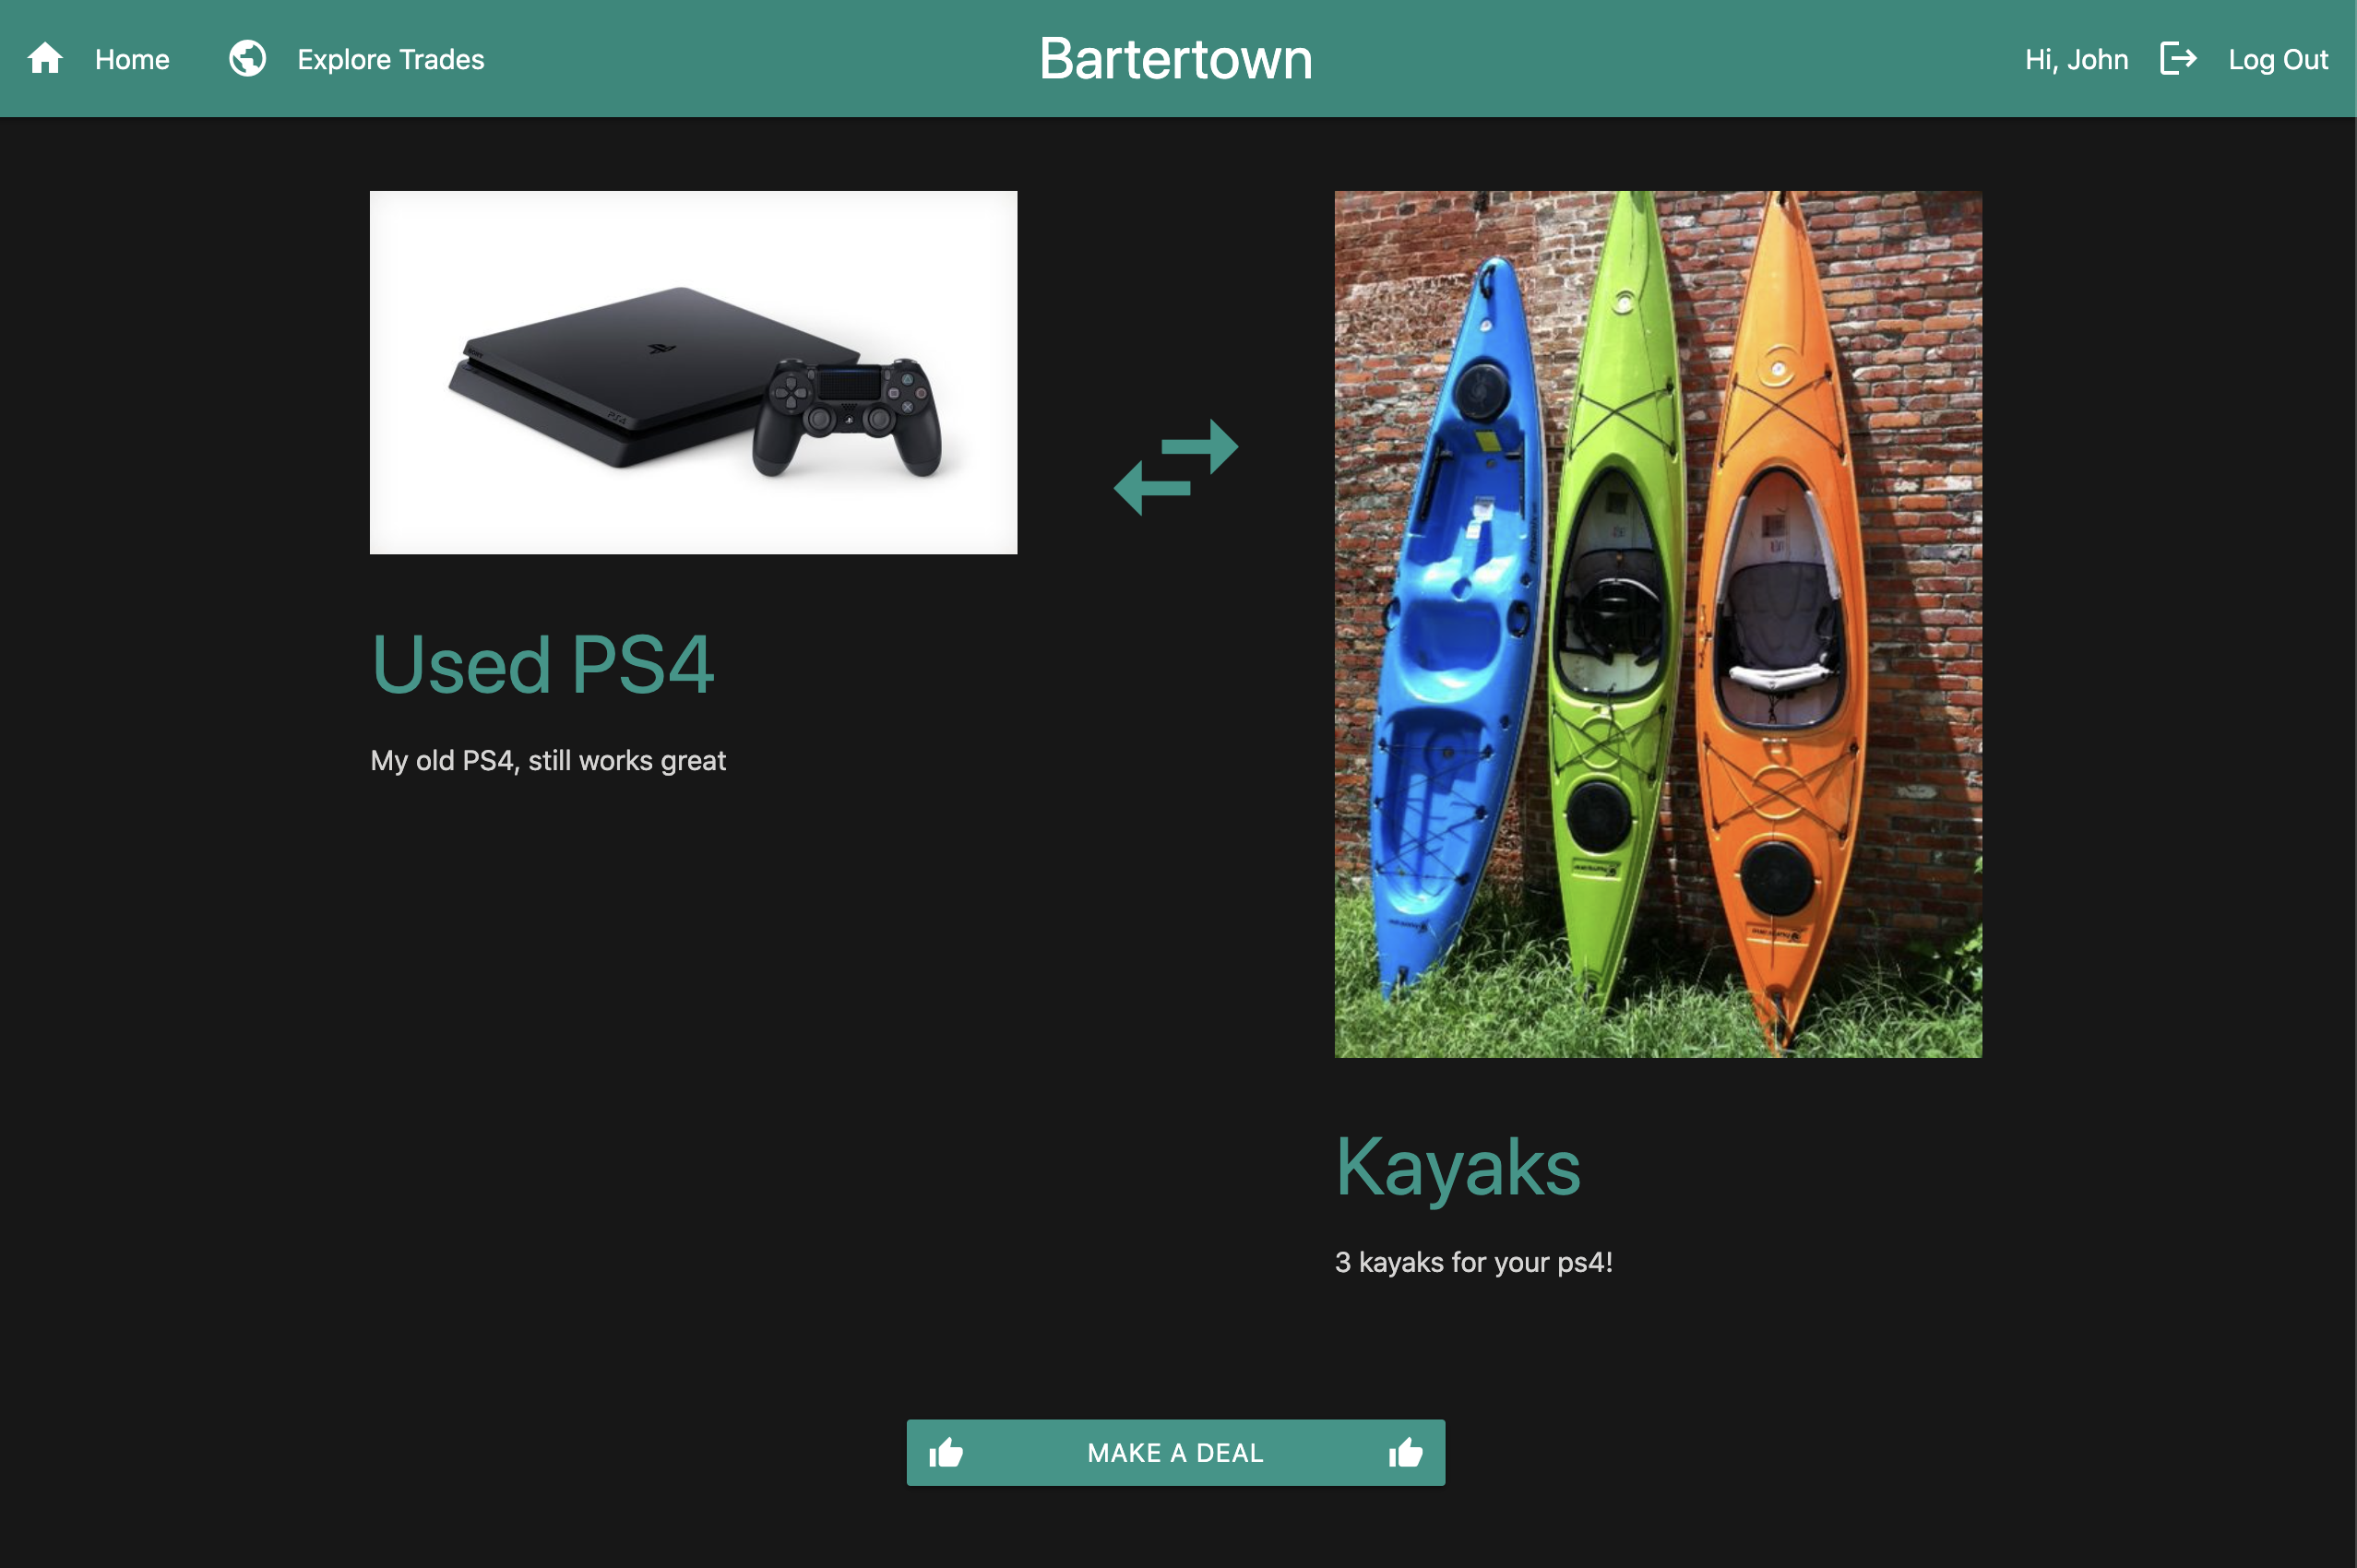 Home
Explore Trades
Bartertown
Hi, John
Log Out
PS4
Used PS4
My old PS4, still works great
Kayaks
3 kayaks for your ps4!
MAKE A DEAL